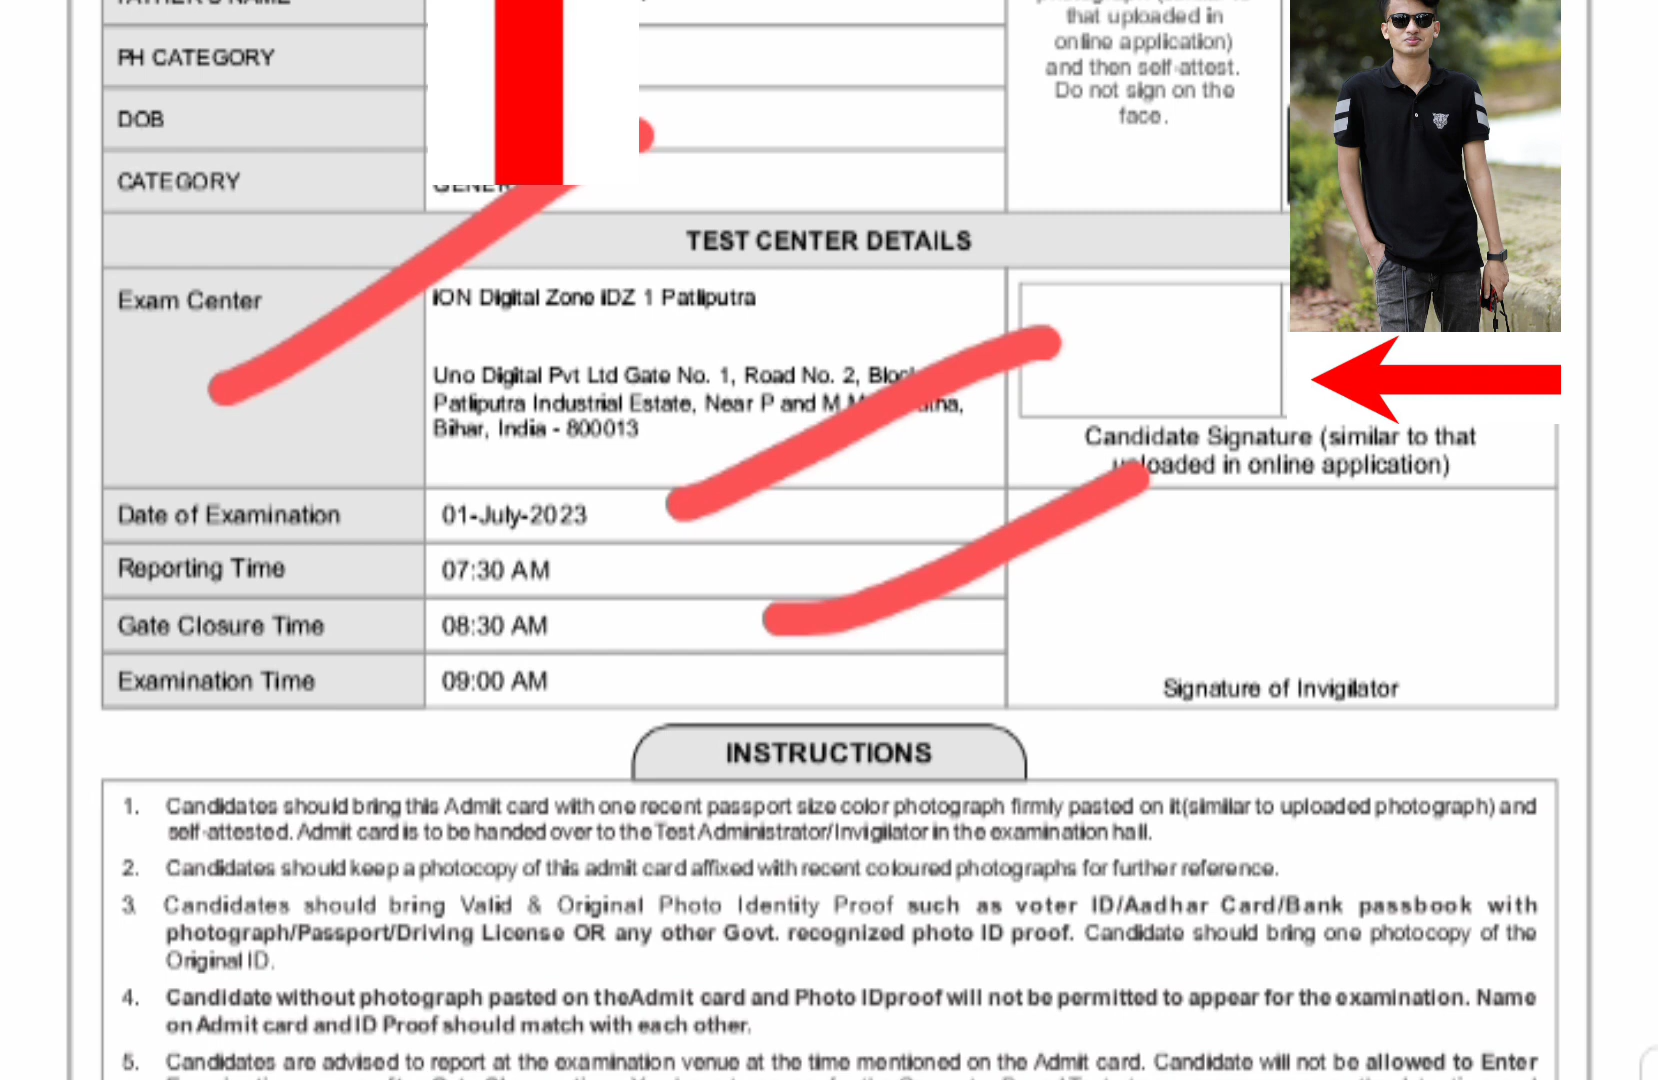 FATHER'S NAME
that uploaded in
online application)
and then self-attest.
Do not sign on the
face.
PH CATEGORY
DOB
CATEGORY
TEST CENTER DETAILS
Exam Center
iON Digital Zone iDZ 1 Patliputra
Uno Digital Pvt Ltd Gate No. 1, Road No. 2,
Patliputra Industrial Estate, Near P and M
Bihar, India - 800013
Candidate Signature (similar to that
uploaded in online application)
Date of Examination
01-July-2023
Reporting Time
07:30 AM
Gate Closure Time
08:30 AM
Examination Time
09:00 AM
Signature of Invigilator
INSTRUCTIONS
1. Candidates should bring this Admit card with one recent passport size color photograph firmly pasted on it(similar to uploaded photograph) and
self-attested. Admit card is to be handed over to the Test Administrator/Invigilator in the examination hall.
2. Candidates should keep a photocopy of this admit card affixed with recent coloured photographs for further reference.
3. Candidates should bring Valid & Original Photo Identity Proof such as voter ID/Aadhar Card/Bank passbook with
photograph/Passport/Driving License OR any other Govt. recognized photo ID proof. Candidate should bring one photocopy of the
Original ID.
4. Candidate without photograph pasted on theAdmit card and Photo IDproof will not be permitted to appear for the examination. Name
on Admit card and ID Proof should match with each other.
5. Candidates are advised to report at the examination venue at the time mentioned on the Admit card. Candidate will not be allowed to Enter